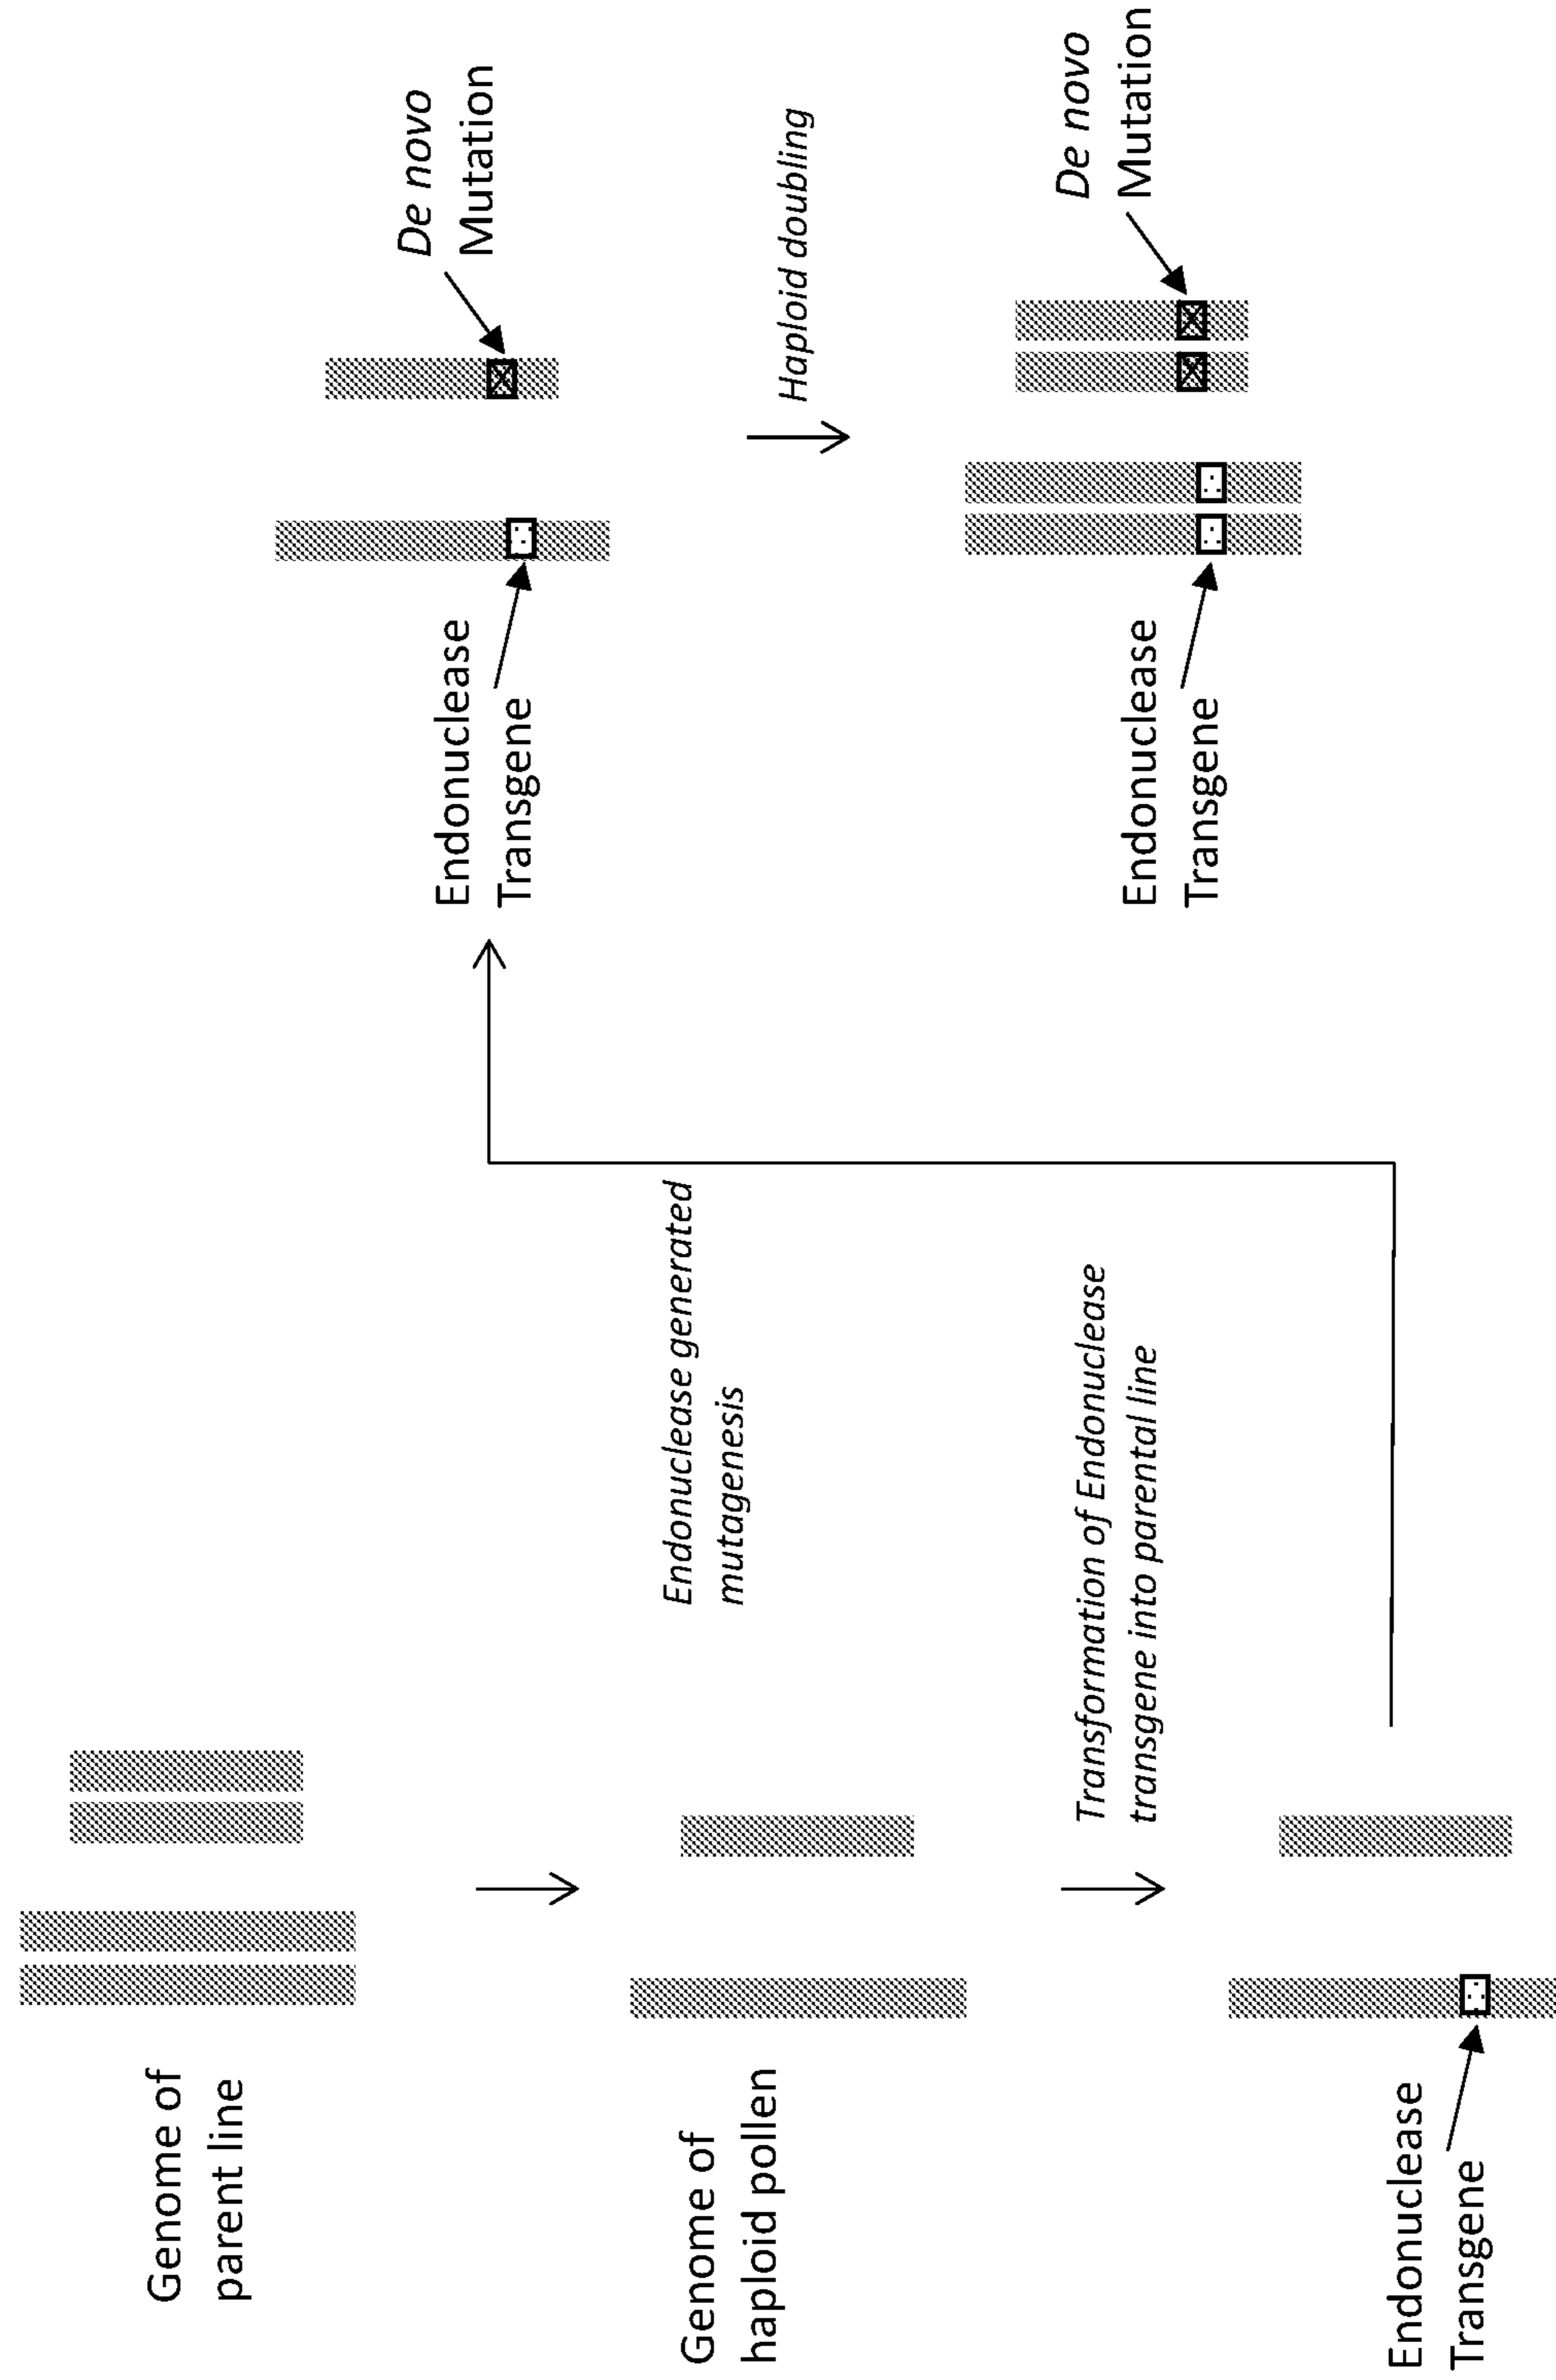 Genome of
parent line
Genome of
haploid pollen
Transformation of Endonuclease
transgene into parental line
Endonuclease
Transgene
Endonuclease generated
mutagenesis
Endonuclease
Transgene
De novo
Mutation
Haploid doubling
Endonuclease
Transgene
De novo
Mutation